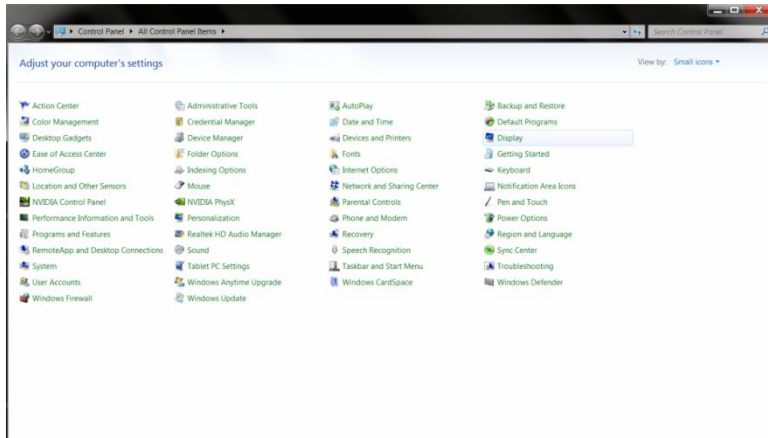 Control Panel ▸ All Control Panel Items ▸
Search Control Panel
Adjust your computer's settings
View by: Small icons
Action Center
Administrative Tools
AutoPlay
Backup and Restore
Color Management
Credential Manager
Date and Time
Default Programs
Desktop Gadgets
Device Manager
Devices and Printers
Display
Ease of Access Center
Folder Options
Fonts
Getting Started
HomeGroup
Indexing Options
Internet Options
Keyboard
Location and Other Sensors
Mouse
Network and Sharing Center
Notification Area Icons
NVIDIA Control Panel
NVIDIA PhysX
Parental Controls
Pen and Touch
Performance Information and Tools
Personalization
Phone and Modem
Power Options
Programs and Features
Realtek HD Audio Manager
Recovery
Region and Language
RemoteApp and Desktop Connections
Sound
Speech Recognition
Sync Center
System
Tablet PC Settings
Taskbar and Start Menu
Troubleshooting
User Accounts
Windows Anytime Upgrade
Windows CardSpace
Windows Defender
Windows Firewall
Windows Update